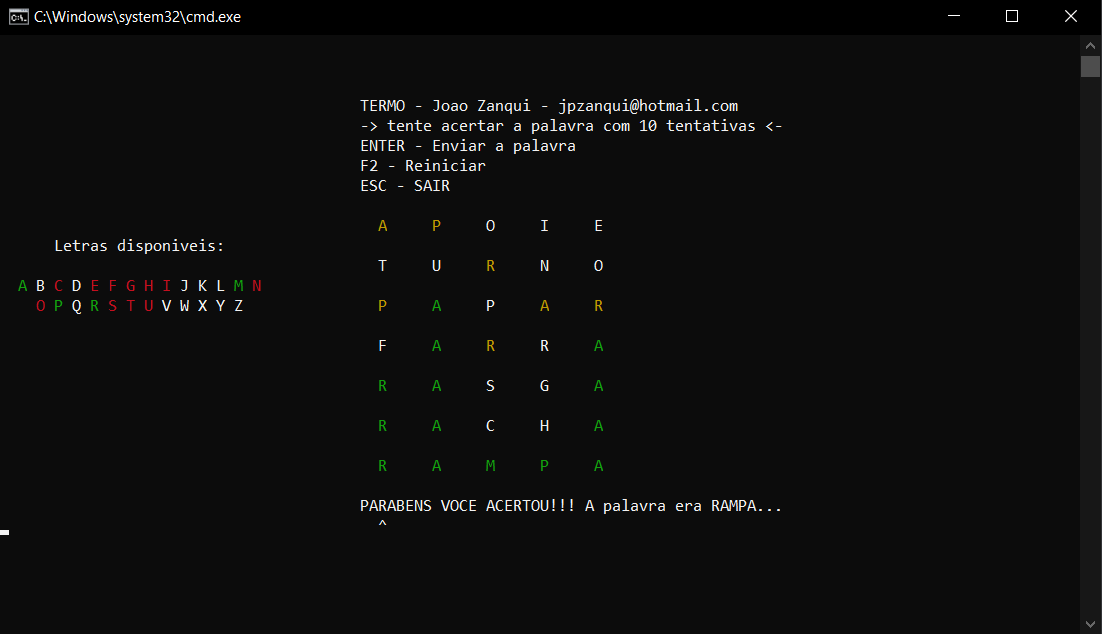 C:\Windows\system32\cmd.exe
TERMO - Joao Zanqui - jpzanqui@hotmail.com
-> tente acertar a palavra com 10 tentativas <-
ENTER - Enviar a palavra
F2 - Reiniciar
ESC - SAIR
Letras disponiveis:
A B C D E F G H I J K L M N
O P Q R S T U V W X Y Z
A P O I E
T U R N O
P A P A R
F A R R A
R A S G A
R A C H A
R A M P A
PARABENS VOCE ACERTOU!!! A palavra era RAMPA...
^